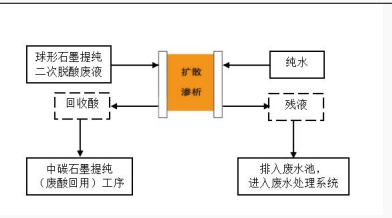 球形石墨提纯
二次脱酸废液
扩散
渗析
纯水
回收酸
残液
中碳石墨提纯
（废酸回用）工序
排入废水池，
进入废水处理系统